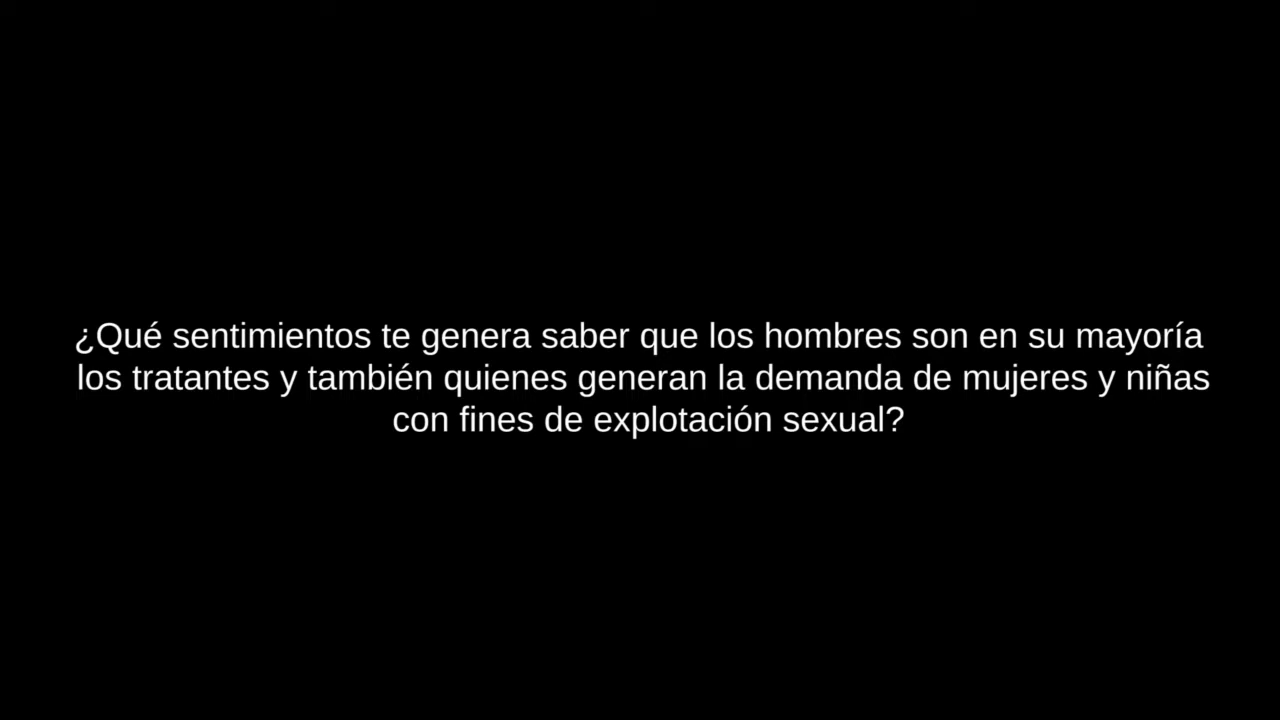 ¿Qué sentimientos te genera saber que los hombres son en su mayoría
los tratantes y también quienes generan la demanda de mujeres y niñas
con fines de explotación sexual?